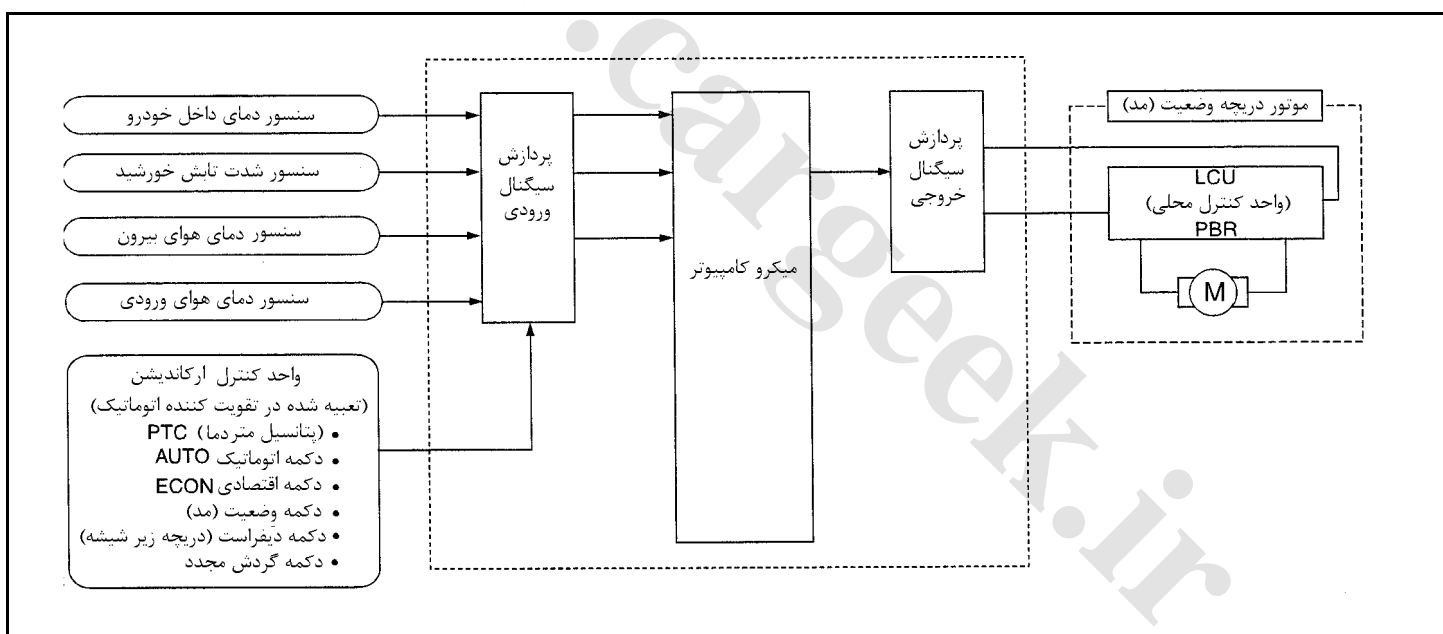 سنسور دمای داخل خودرو
سنسور شدت تابش خورشید
سنسور دمای هوای بیرون
سنسور دمای هوای ورودی
واحد کنترل ارکاندیشن
(تعبیه شده در تقویت کننده اتوماتیک)
• PTC (پتانسیل متر دما)
• دکمه اتوماتیک AUTO
• دکمه اقتصادی ECON
• دکمه وضعیت (مد)
• دکمه دیفراست (دریچه زیر شیشه)
• دکمه گردش مجدد
پردازش
سیگنال
ورودی
میکرو کامپیوتر
پردازش
سیگنال
خروجی
موتور دریچه وضعیت (مد)
LCU
(واحد کنترل محلی)
PBR
M
.cargeek.ir